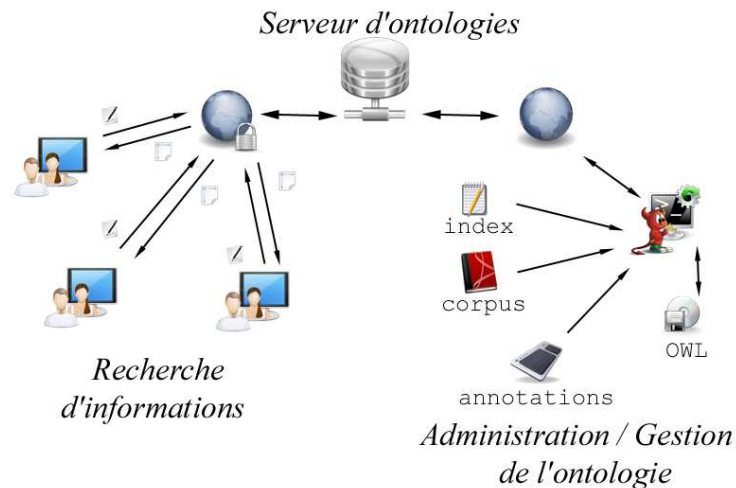 Serveur d'ontologies
index
corpus
OWL
annotations
Recherche
d'informations
Administration / Gestion
de l'ontologie